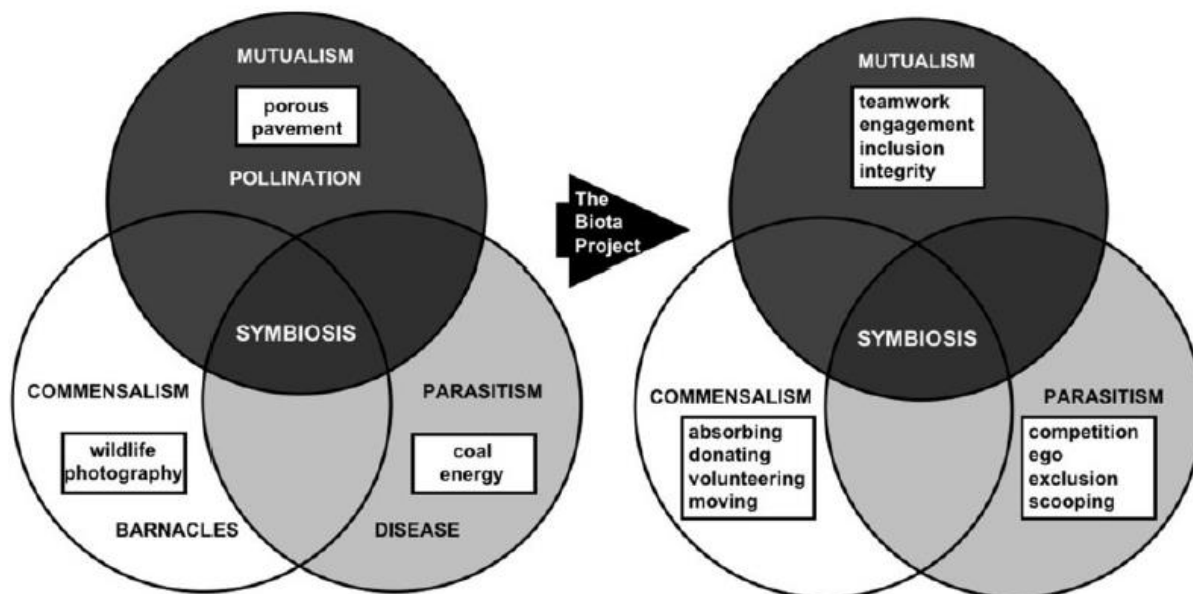 MUTUALISM
porous
pavement
POLLINATION
SYMBIOSIS
COMMENSALISM
wildlife
photography
BARNACLES
PARASITISM
coal
energy
DISEASE
The
Biota
Project
MUTUALISM
teamwork
engagement
inclusion
integrity
SYMBIOSIS
COMMENSALISM
absorbing
donating
volunteering
moving
PARASITISM
competition
ego
exclusion
scooping